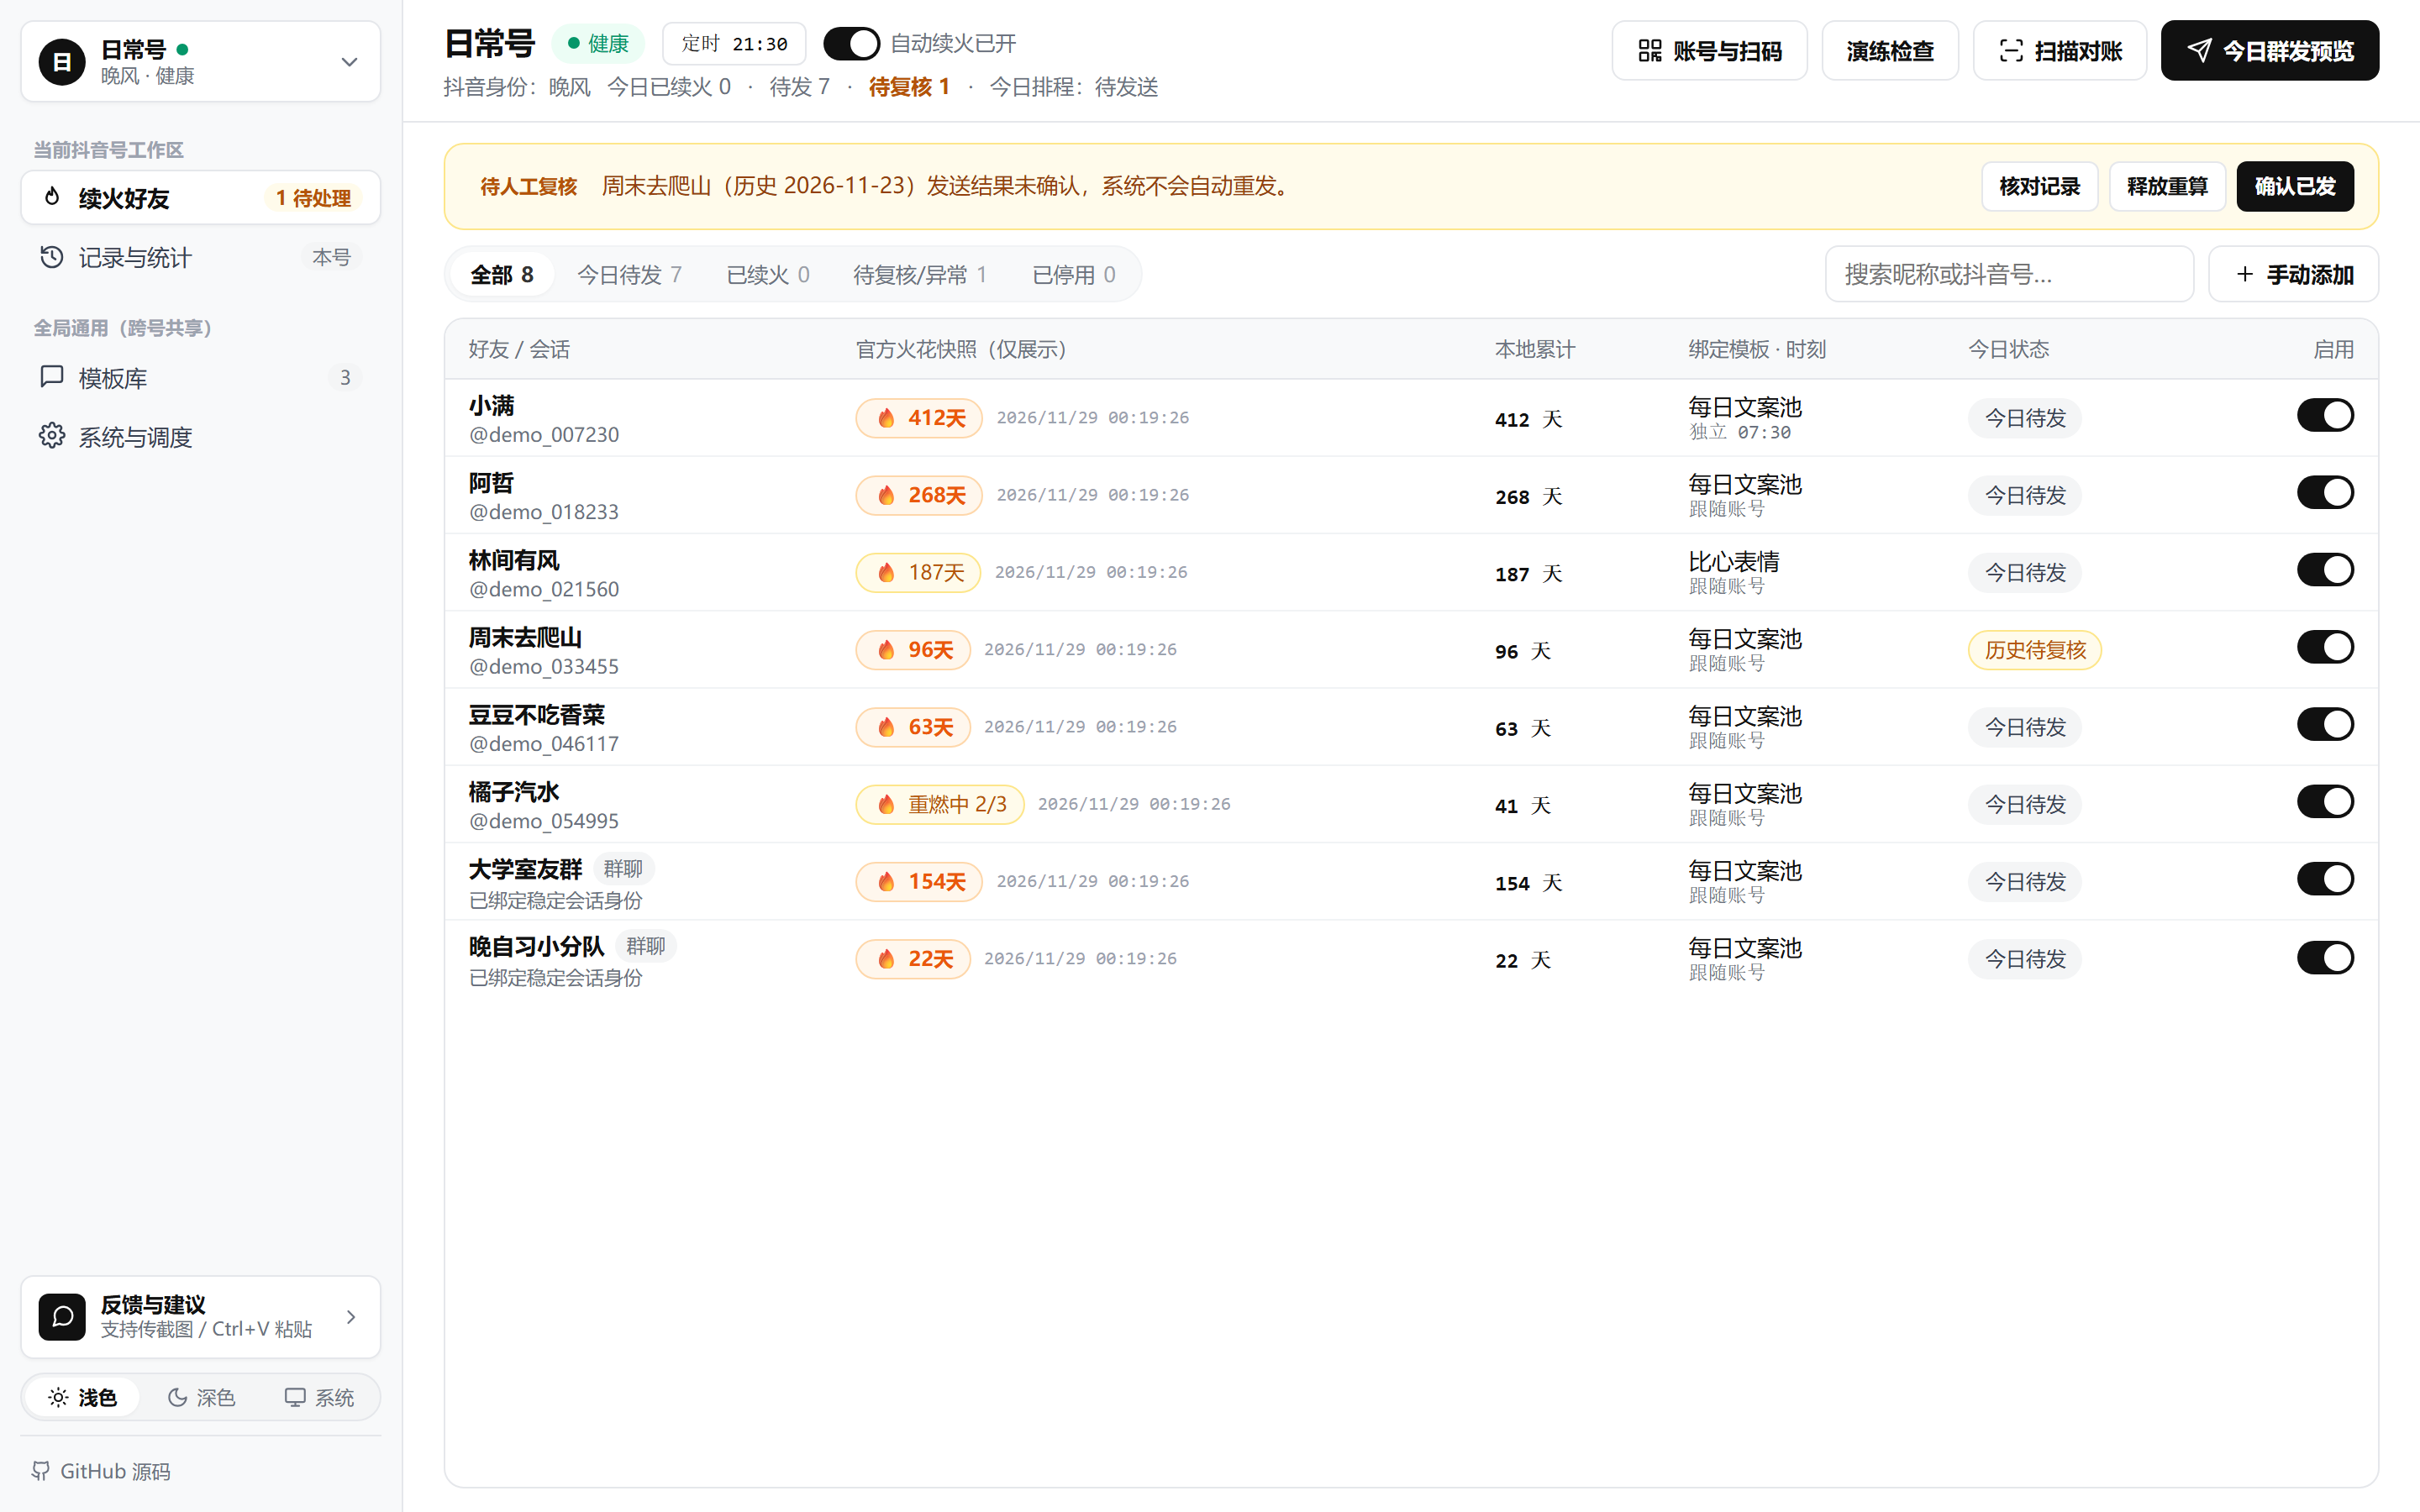 日
日常号
晚风 · 健康
当前抖音号工作区
续火好友 1 待处理
记录与统计 本号
全局通用（跨号共享）
模板库 3
系统与调度
反馈与建议
支持传截图 / Ctrl+V 粘贴
浅色 深色 系统
GitHub 源码
日常号 健康 定时 21:30 自动续火已开
抖音身份：晚风 今日已续火 0 · 待发 7 · 待复核 1 · 今日排程：待发送
账号与扫码 演练检查 扫描对账 今日群发预览
待人工复核 周末去爬山（历史 2026-11-23）发送结果未确认，系统不会自动重发。 核对记录 释放重算 确认已发
全部 8 今日待发 7 已续火 0 待复核/异常 1 已停用 0 搜索昵称或抖音号... 手动添加
好友 / 会话 官方火花快照（仅展示） 本地累计 绑定模板 · 时刻 今日状态 启用
小满 412天 2026/11/29 00:19:26 412 天 每日文案池 今日待发
@demo_007230 独立 07:30
阿哲 268天 2026/11/29 00:19:26 268 天 每日文案池 今日待发
@demo_018233 跟随账号
林间有风 187天 2026/11/29 00:19:26 187 天 比心表情 今日待发
@demo_021560 跟随账号
周末去爬山 96天 2026/11/29 00:19:26 96 天 每日文案池 历史待复核
@demo_033455 跟随账号
豆豆不吃香菜 63天 2026/11/29 00:19:26 63 天 每日文案池 今日待发
@demo_046117 跟随账号
橘子汽水 重燃中 2/3 2026/11/29 00:19:26 41 天 每日文案池 今日待发
@demo_054995 跟随账号
大学室友群 群聊 154天 2026/11/29 00:19:26 154 天 每日文案池 今日待发
已绑定稳定会话身份 跟随账号
晚自习小分队 群聊 22天 2026/11/29 00:19:26 22 天 每日文案池 今日待发
已绑定稳定会话身份 跟随账号